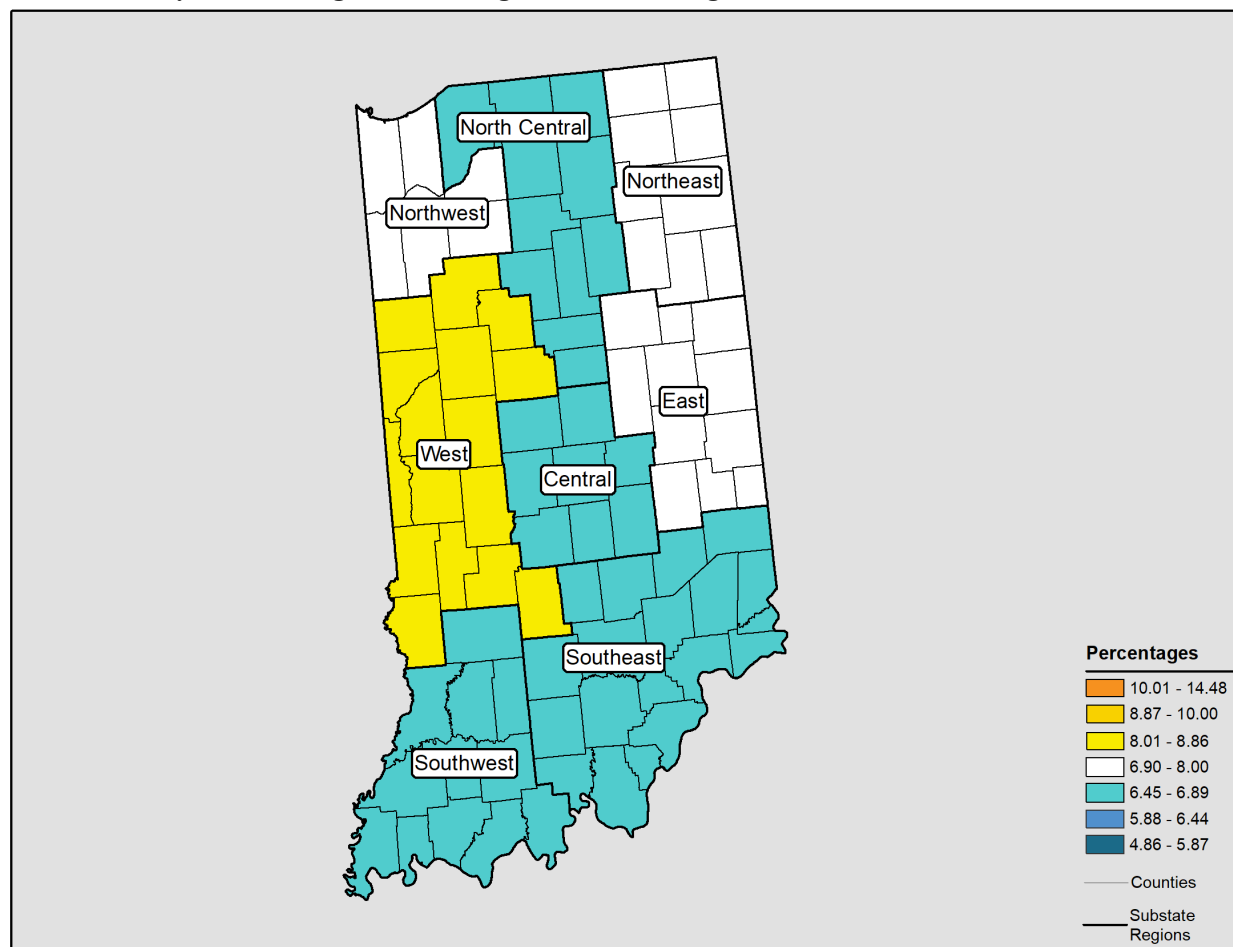 North Central
Northeast
Northwest
East
West
Central
Southeast
Southwest
Percentages
10.01 - 14.48
8.87 - 10.00
8.01 - 8.86
6.90 - 8.00
6.45 - 6.89
5.88 - 6.44
4.86 - 5.87
Counties
Substate
Regions